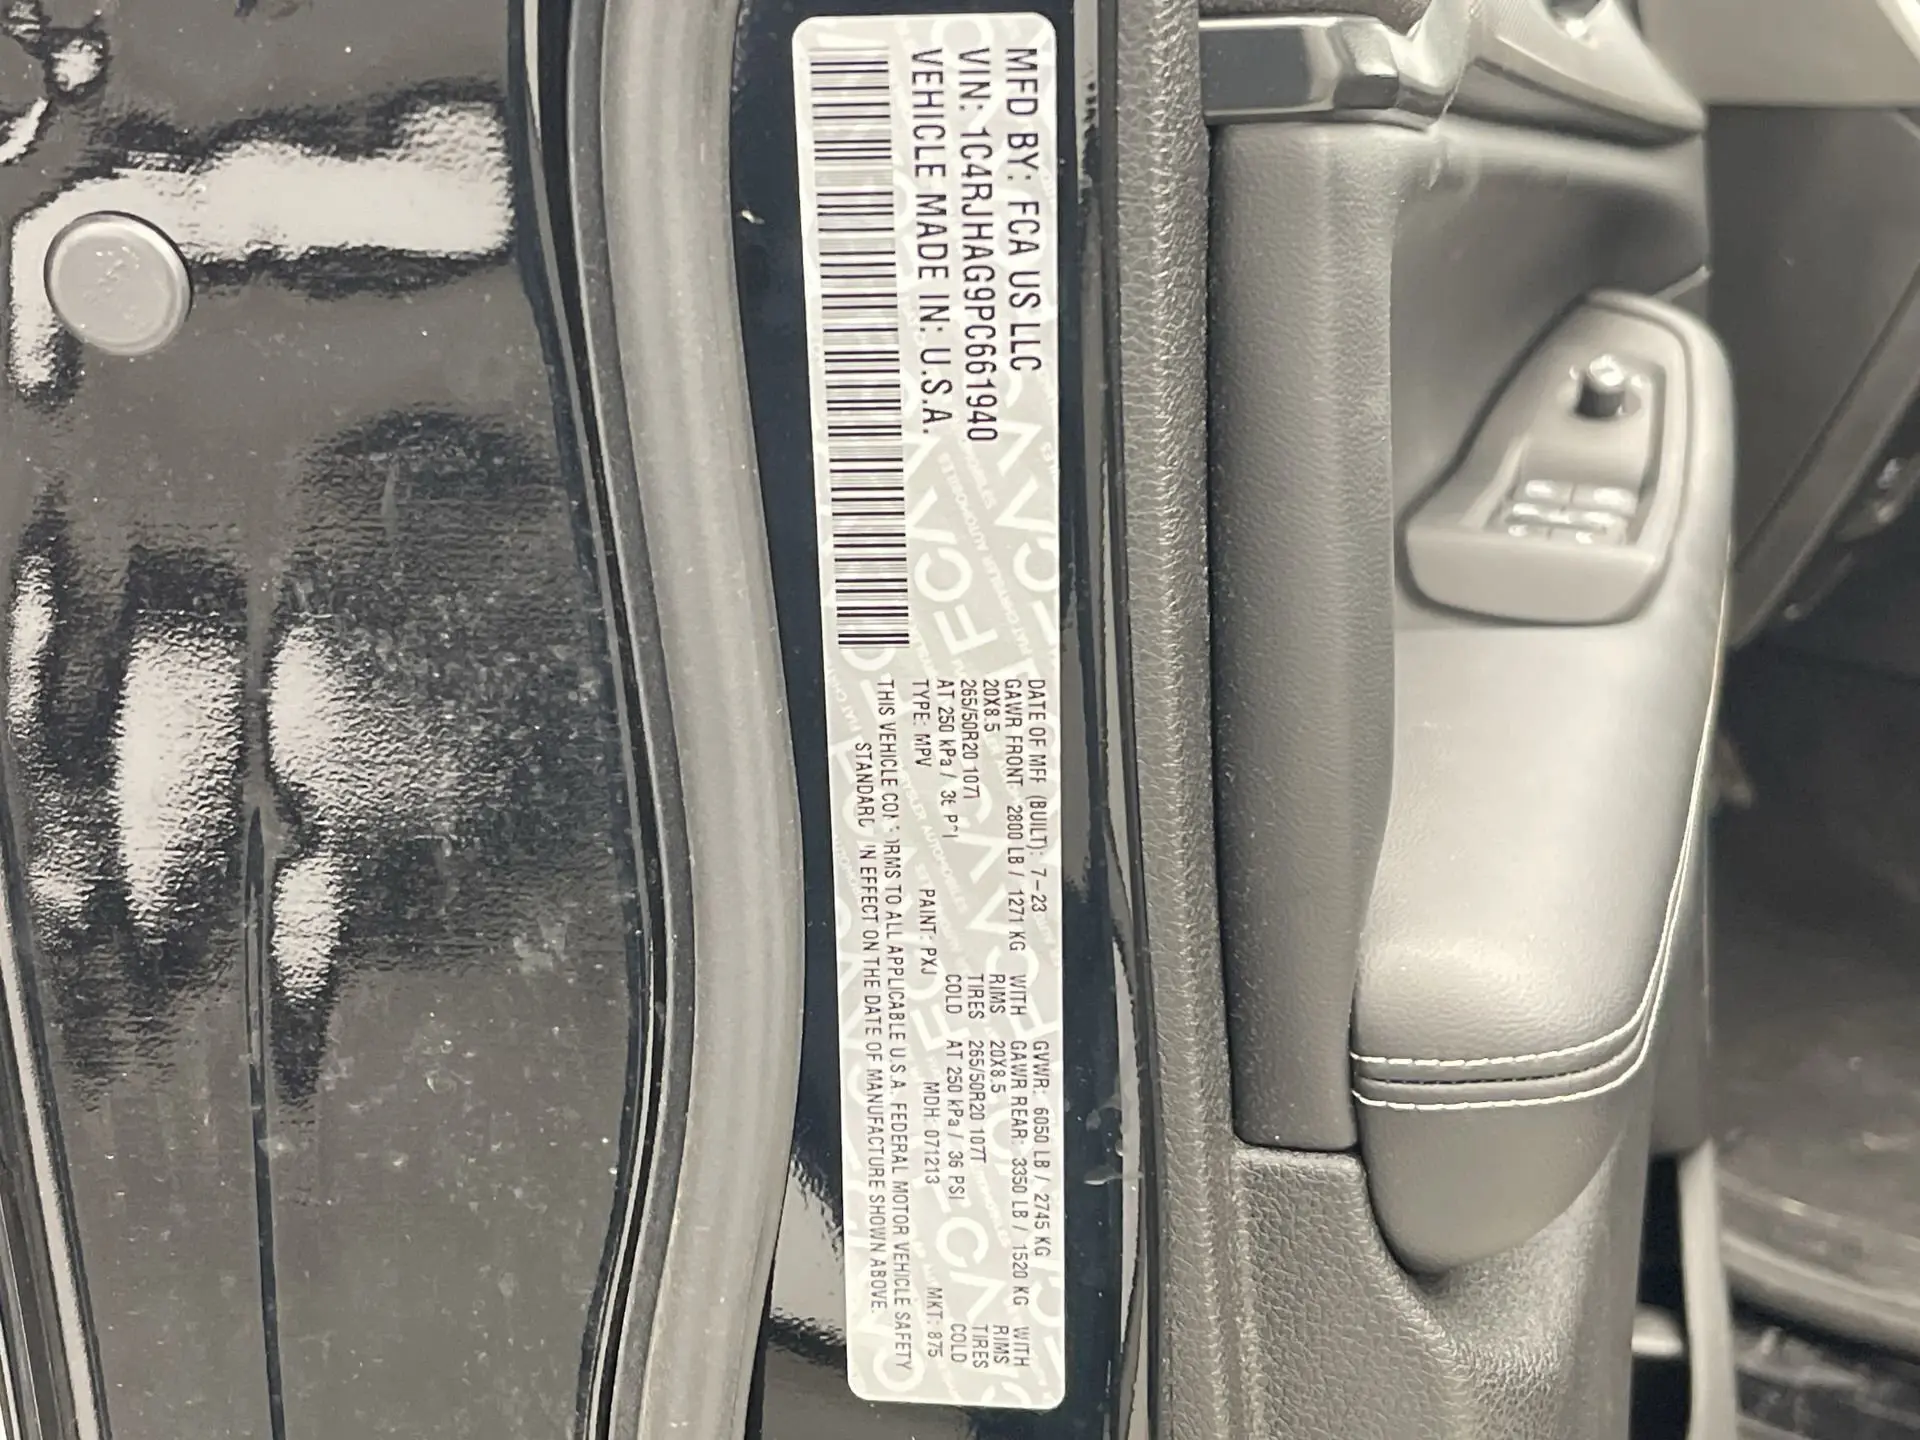 MFD BY: FCA US LLC
VIN: 1C4RJHAG9PC661940
VEHICLE MADE IN: U.S.A.
DATE OF MFR (BUILT): 7-23 GVWR: 6050 LB / 2745 KG
GAWR FRONT: 2800 LB / 1271 KG WITH GAWR REAR: 3350 LB / 1520 KG WITH
20X8.5 RIMS 20X8.5 RIMS
265/50R20 107T TIRES 265/50R20 107T TIRES
AT 250 kPa / 36 PSI COLD AT 250 kPa / 36 PSI COLD
TYPE: MPV PAINT: PXJ MDH: 071213 MKT: 875
THIS VEHICLE CONFORMS TO ALL APPLICABLE U.S.A. FEDERAL MOTOR VEHICLE SAFETY
STANDARD IN EFFECT ON THE DATE OF MANUFACTURE SHOWN ABOVE.